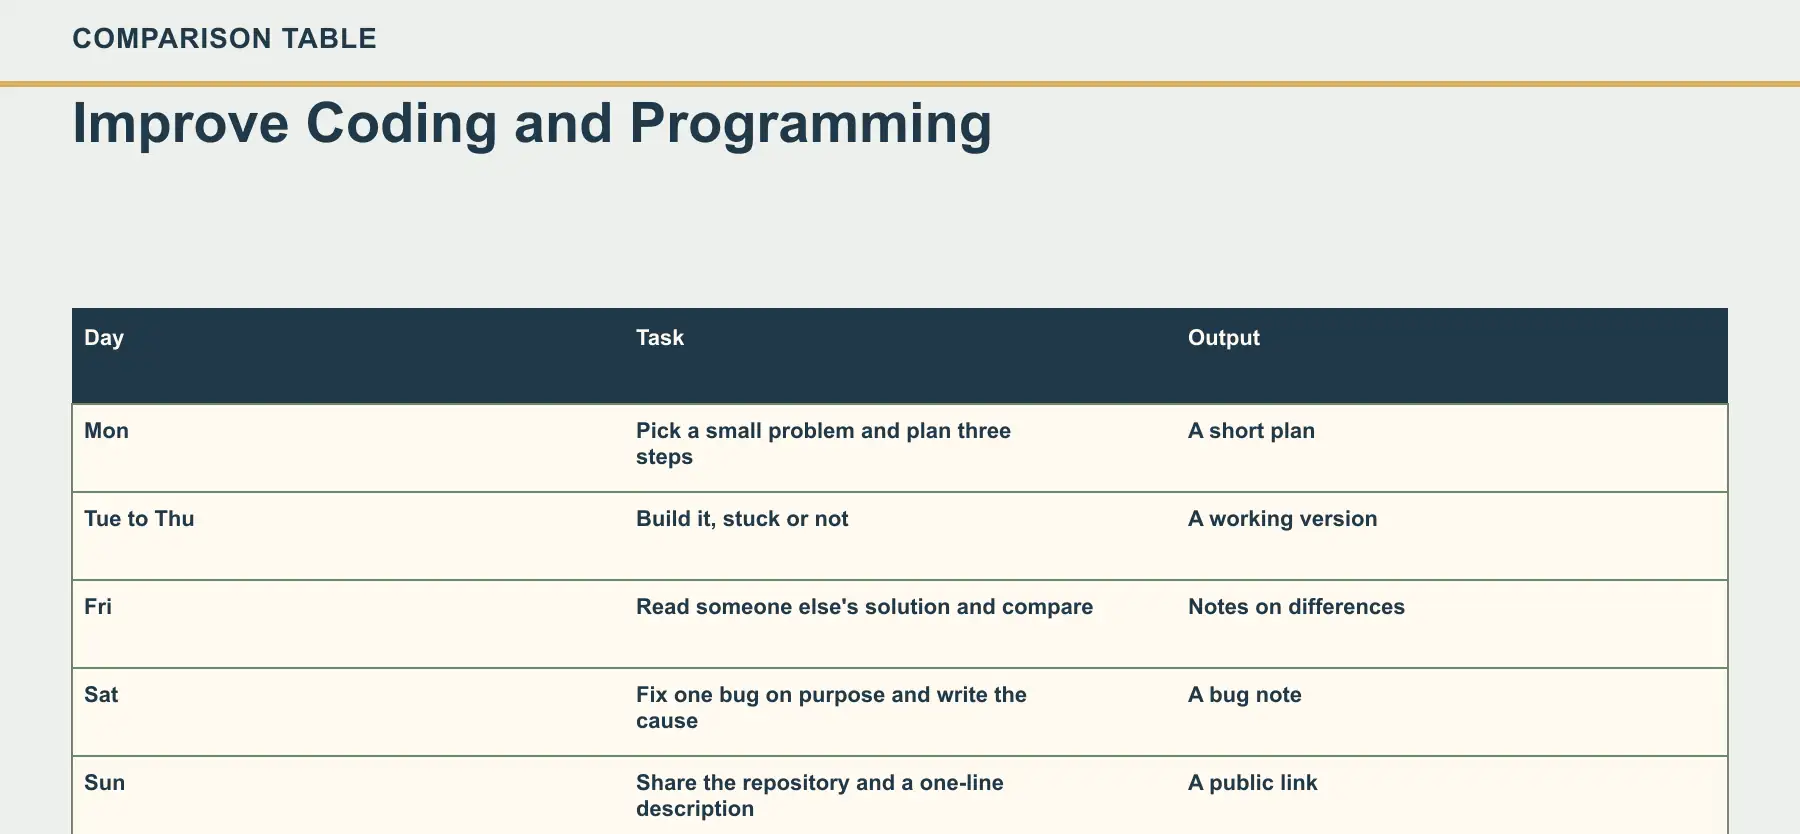 COMPARISON TABLE
Improve Coding and Programming
Day Task Output
Mon Pick a small problem and plan three A short plan
steps
Tue to Thu Build it, stuck or not A working version
Fri Read someone else's solution and compare Notes on differences
Sat Fix one bug on purpose and write the A bug note
cause
Sun Share the repository and a one-line A public link
description